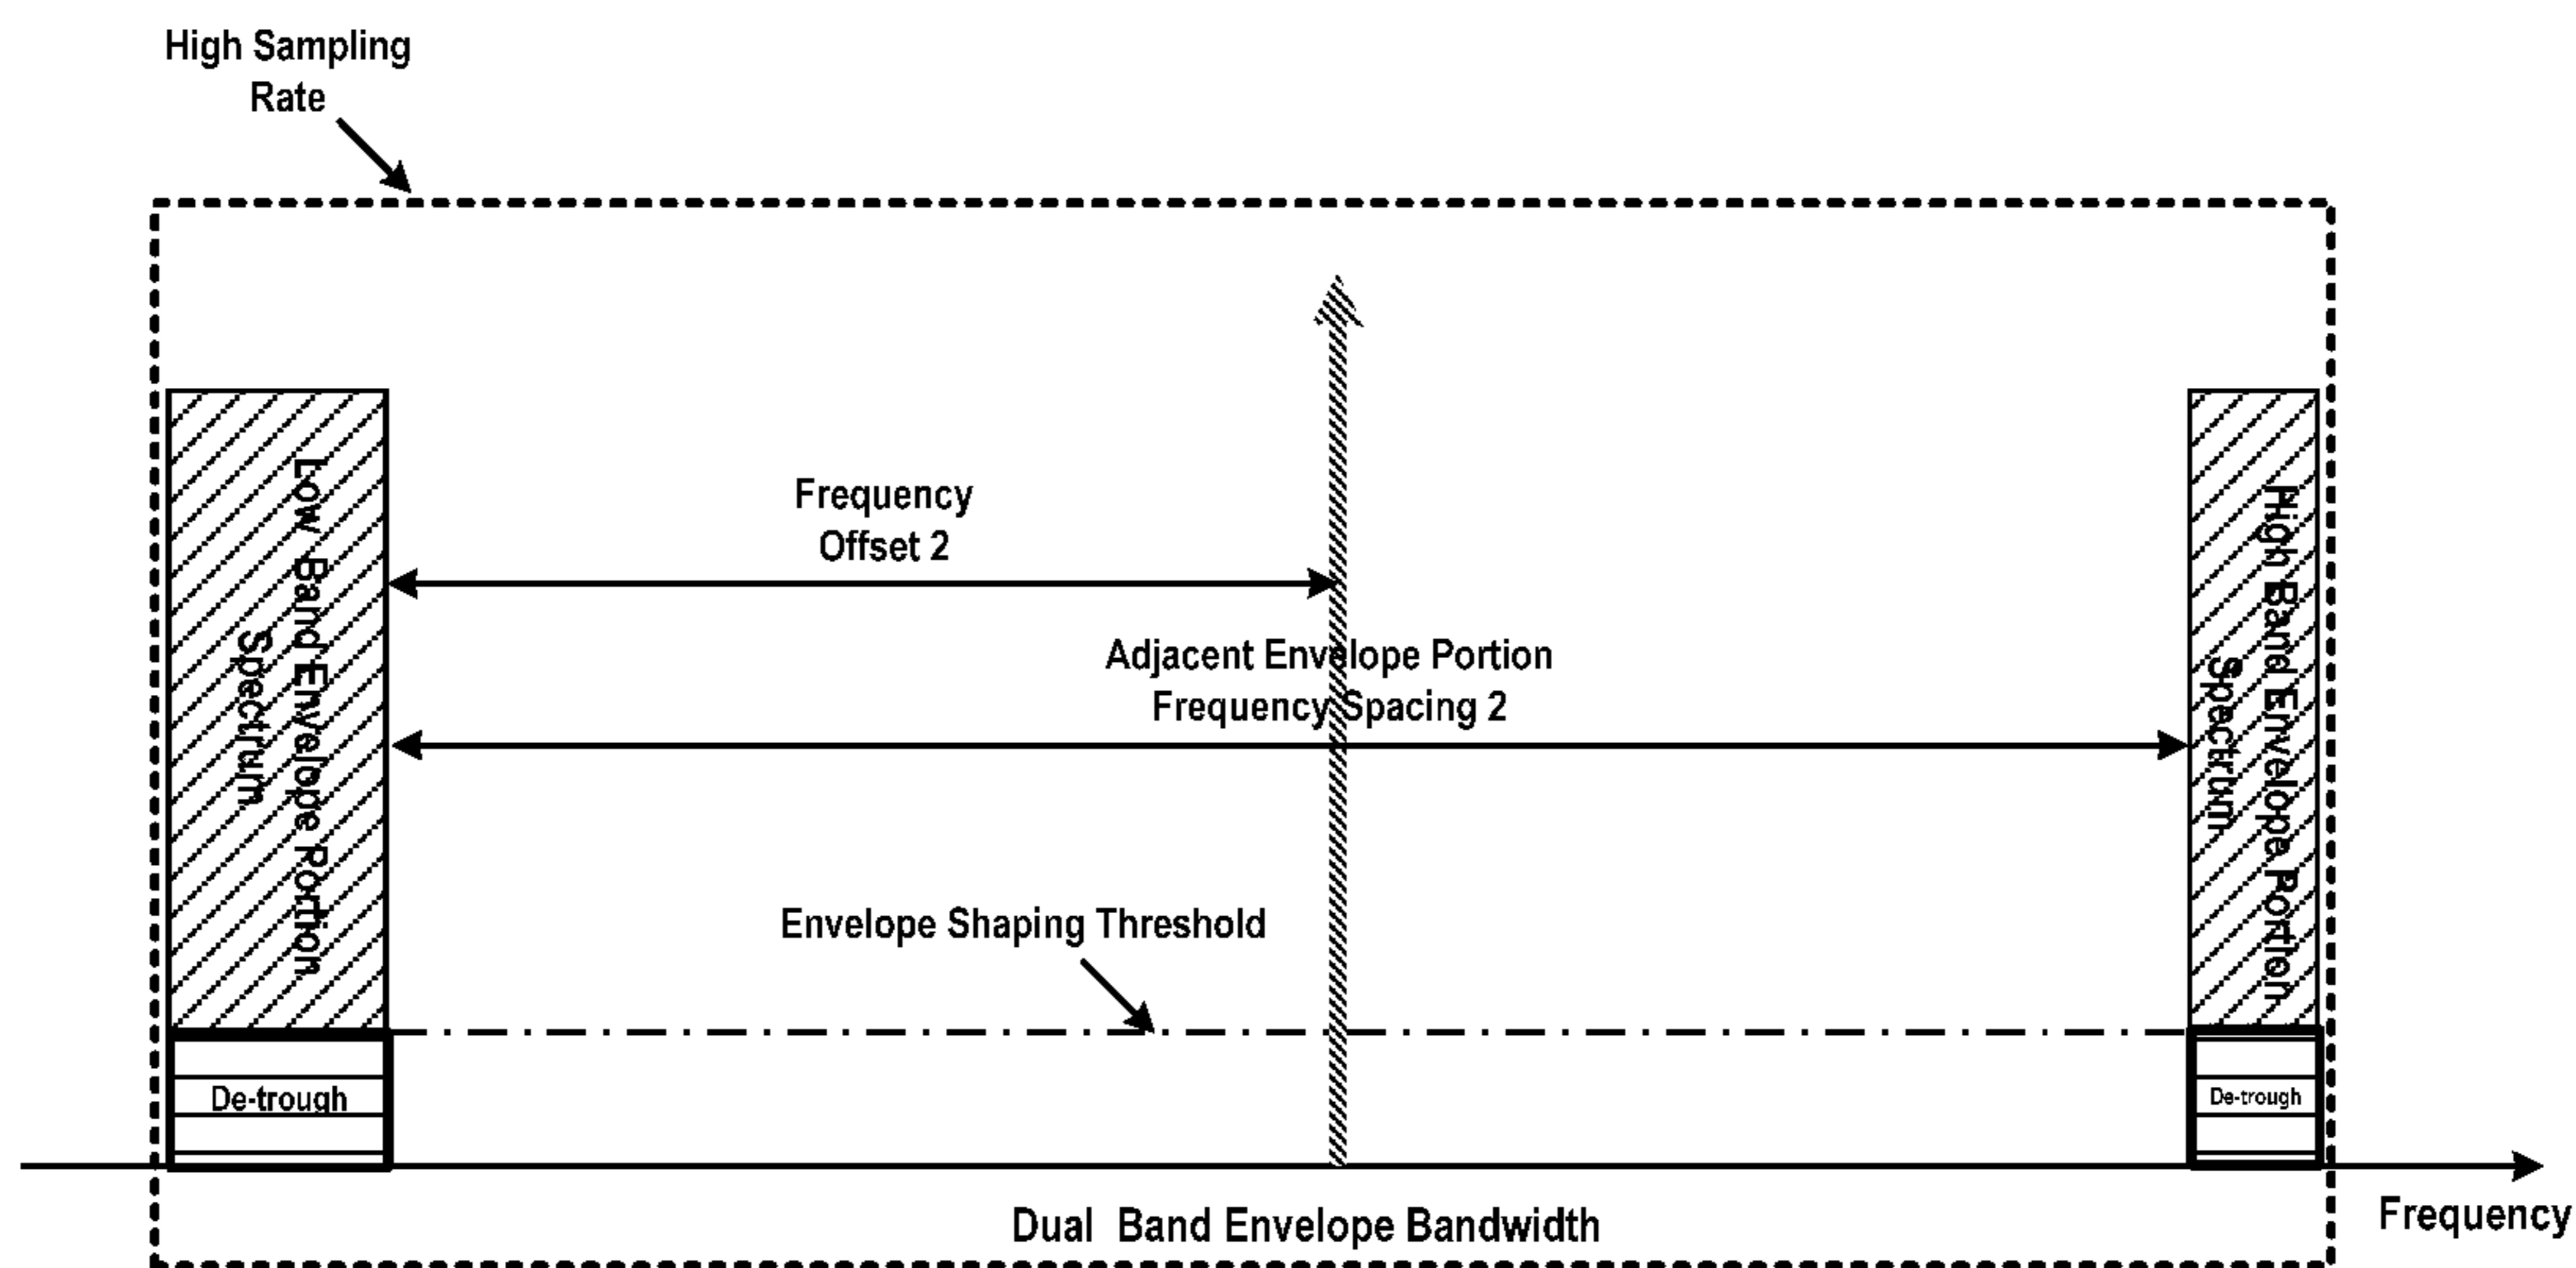 High Sampling
Rate
Frequency
Offset 2
Adjacent Envelope Portion
Frequency Spacing 2
Low Band Envelope Portion
Spectrum
High Band Envelope Portion
Spectrum
Envelope Shaping Threshold
De-trough
De-trough
Dual Band Envelope Bandwidth
Frequency